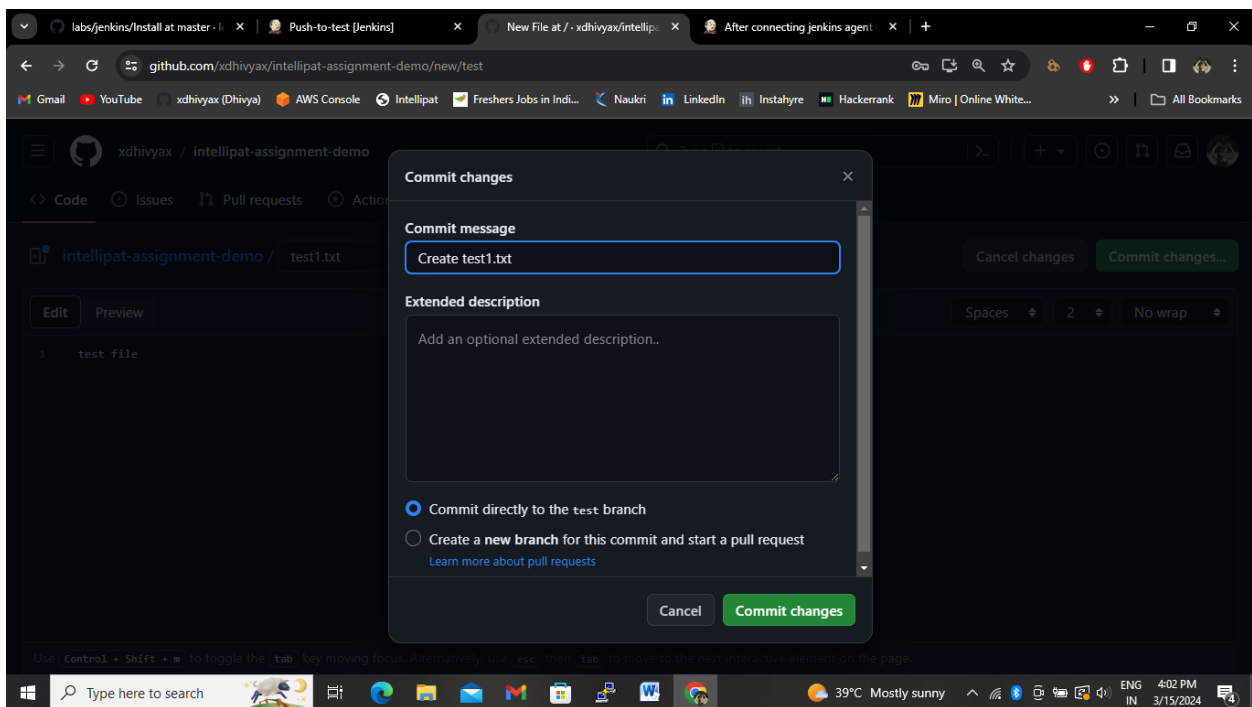 labs/jenkins/Install at master · l
Push-to-test [Jenkins]
New File at / · xdhivyax/intellipa
After connecting jenkins agent
github.com/xdhivyax/intellipat-assignment-demo/new/test
Gmail
YouTube
xdhivyax (Dhivya)
AWS Console
Intellipat
Freshers Jobs in Indi...
Naukri
LinkedIn
Instahyre
Hackerrank
Miro | Online White...
All Bookmarks
xdhivyax / intellipat-assignment-demo
Code
Issues
Pull requests
Action
intellipat-assignment-demo / test1.txt
Cancel changes
Commit changes...
Edit
Preview
Spaces
2
No wrap
1 test file
Commit changes
Commit message
Create test1.txt
Extended description
Add an optional extended description..
Commit directly to the test branch
Create a new branch for this commit and start a pull request
Learn more about pull requests
Cancel
Commit changes
Use Control + Shift + m to toggle the tab key moving focus. Alternatively, use esc then tab to move to the next interactive element on the page.
Type here to search
39°C Mostly sunny
ENG
IN
4:02 PM
3/15/2024
4